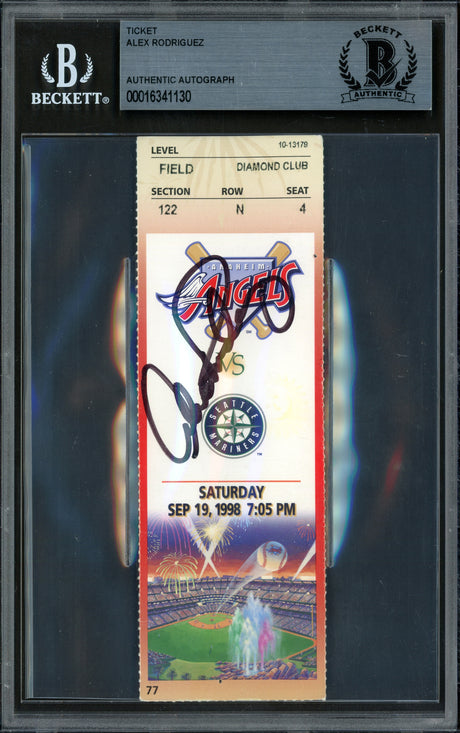 TICKET
ALEX RODRIGUEZ
AUTHENTIC AUTOGRAPH
00016341130
B
BECKETT®
BECKETT
B
AUTHENTIC
10-13179
LEVEL
FIELD DIAMOND CLUB
SECTION ROW SEAT
122 N 4
ANAHEIM
ANGELS
VS
SEATTLE
MARINERS
TM
SATURDAY
SEP 19, 1998 7:05 PM
77